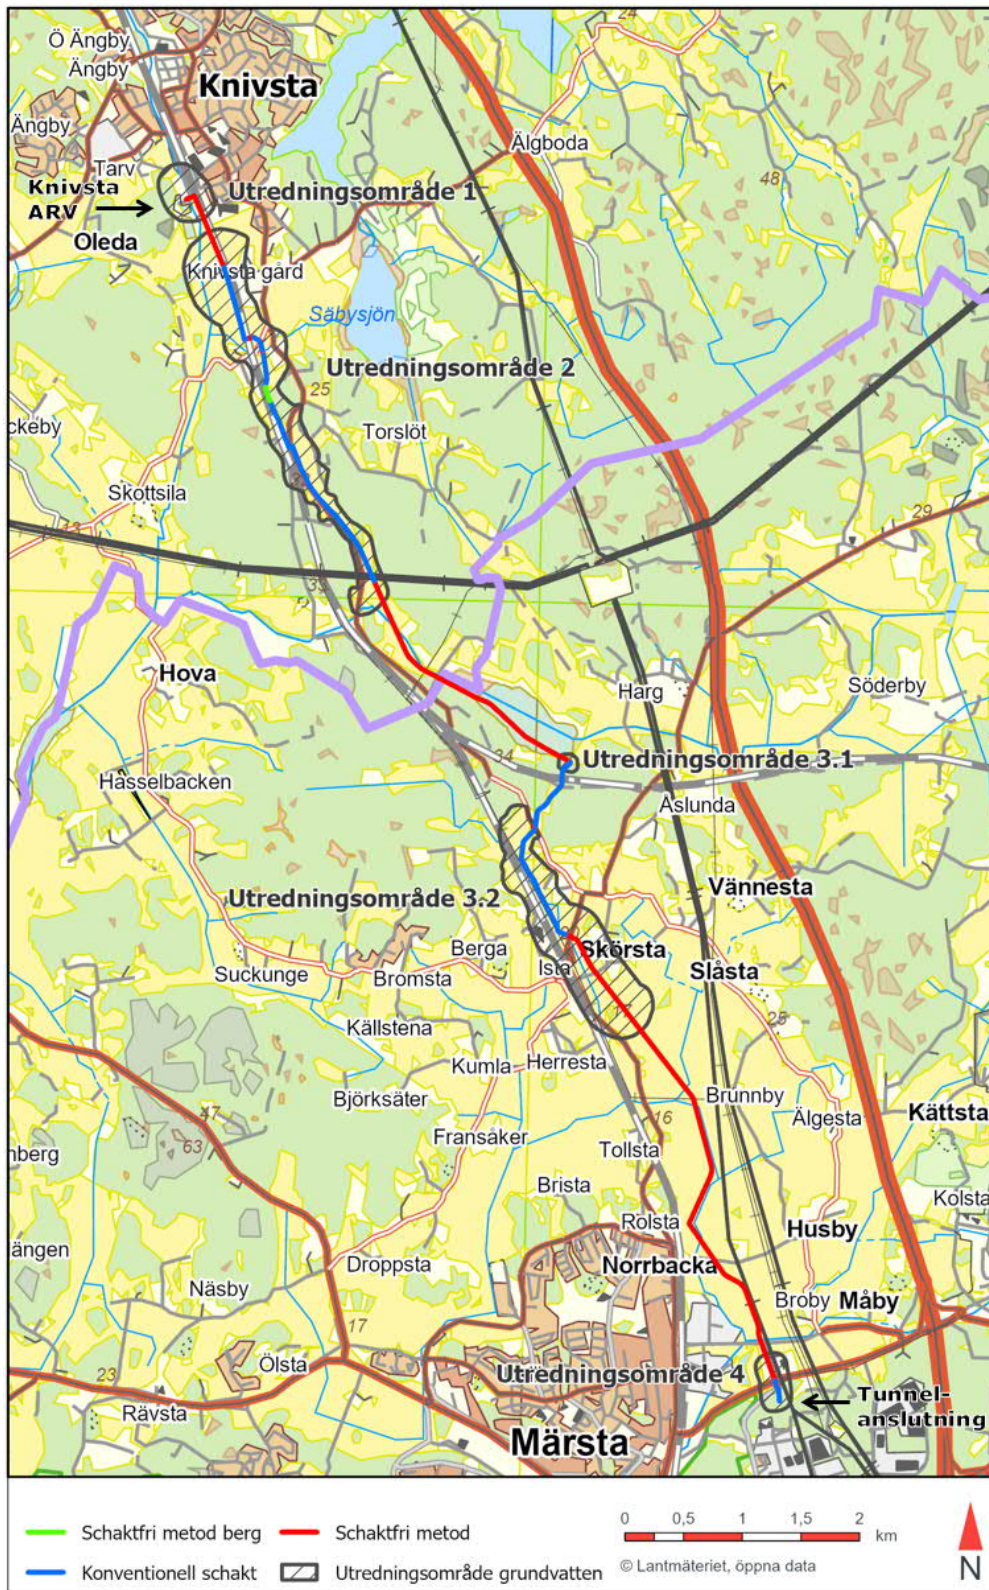 Ö Ängby
Ängby
Knivsta
24
Ängby
Älgboda
Tarv
48
Knivsta
ARV
Utredningsområde 1
Oleda
Knivsta gård
Säbysjön
Utredningsområde 2
25
ckeby
Torslöt
Skottsila
29
13
Hova
Harg
Söderby
34
Utredningsområde 3.1
Hasselbacken
Åslunda
Vännesta
Utredningsområde 3.2
Berga
Skörsta
Ista
Slåsta
Suckunge
Bromsta
25
Källstena
Kumla
Herresta
Björksäter
Brunnby
Älgesta
Kättsta
47
63
16
Fransåker
Tollsta
nberg
Brista
Kolsta
Rölsta
Husby
ängen
Norrbacka
Droppsta
Näsby
Broby
Måby
17
Ölsta
Utredningsområde 4
23
Rävsta
Tunnel-
anslutning
Märsta
Schaktfri metod berg
Schaktfri metod
0 0,5 1 1,5 2
km
Konventionell schakt
Utredningsområde grundvatten
© Lantmäteriet, öppna data
N